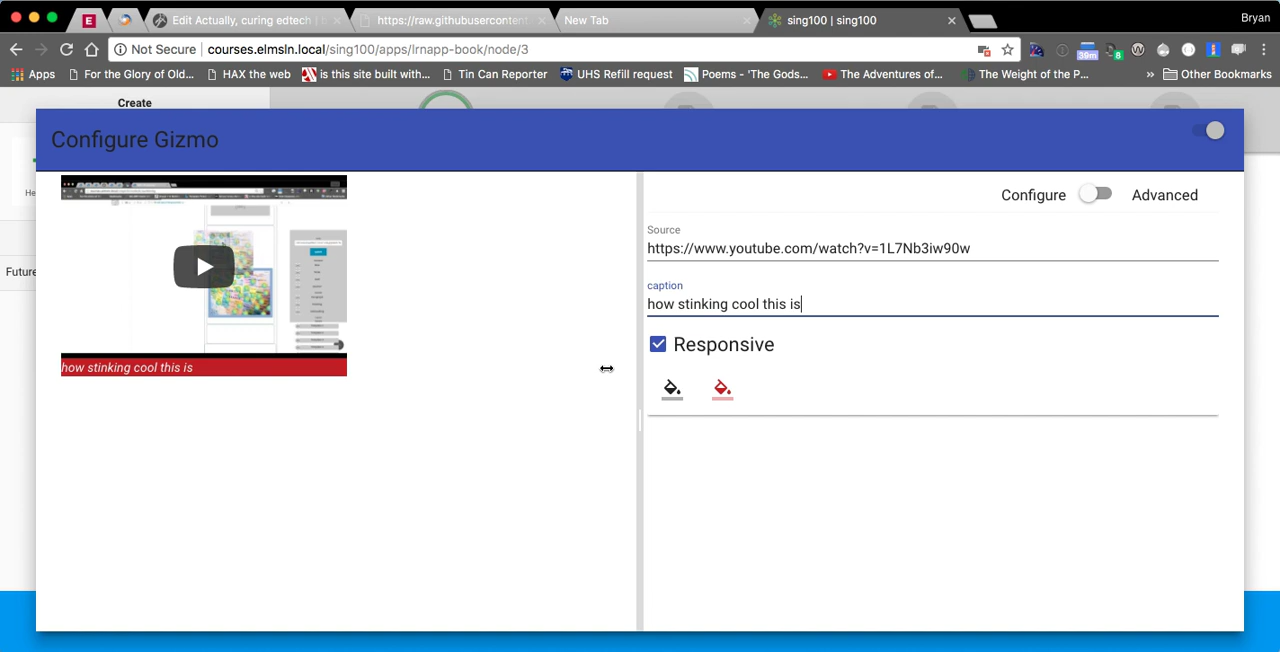 E
Edit Actually, curing edtech | b
https://raw.githubusercontent
New Tab
sing100 | sing100
Bryan
Not Secure
courses.elmsln.local/sing100/apps/lrnapp-book/node/3
39m
8
Apps
For the Glory of Old...
HAX the web
is this site built with...
Tin Can Reporter
UHS Refill request
Poems - 'The Gods...
The Adventures of...
The Weight of the P...
»
Other Bookmarks
Create
Configure Gizmo
He
Future
Configure
Advanced
Source
https://www.youtube.com/watch?v=1L7Nb3iw90w
caption
how stinking cool this is
Responsive
how stinking cool this is